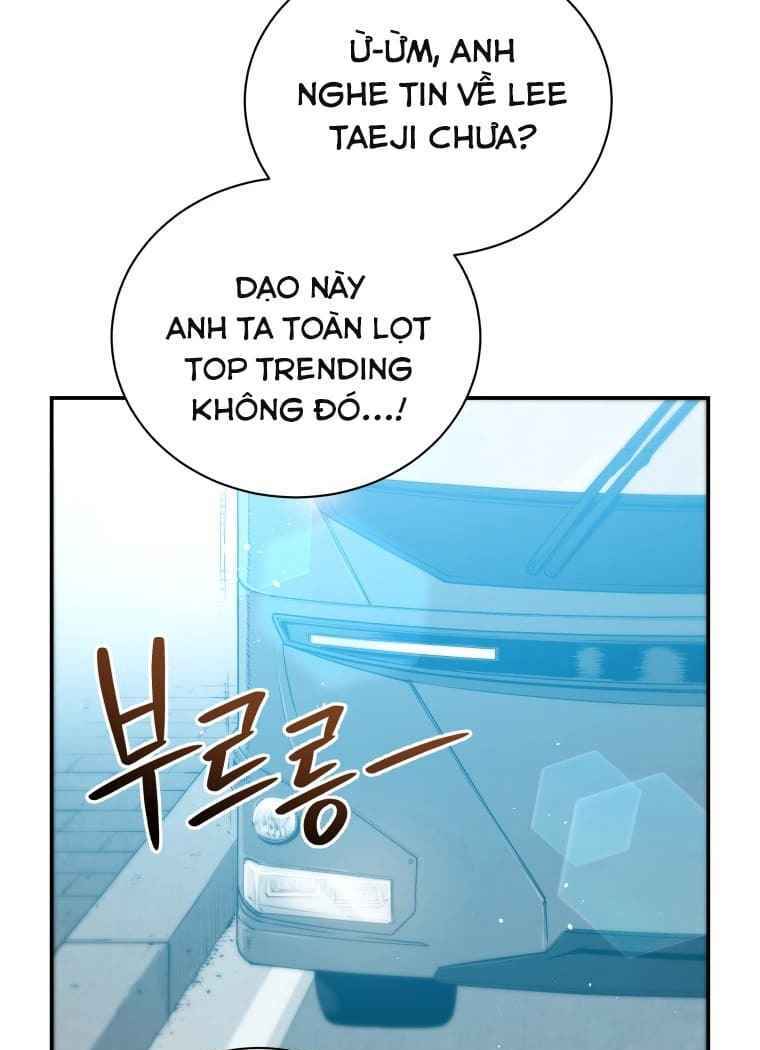 Ừ-ỪM, ANH
NGHE TIN VỀ LEE
TAEJI CHƯA?
DẠO NÀY
ANH TA TOÀN LỌT
TOP TRENDING
KHÔNG ĐÓ...!
부르릉